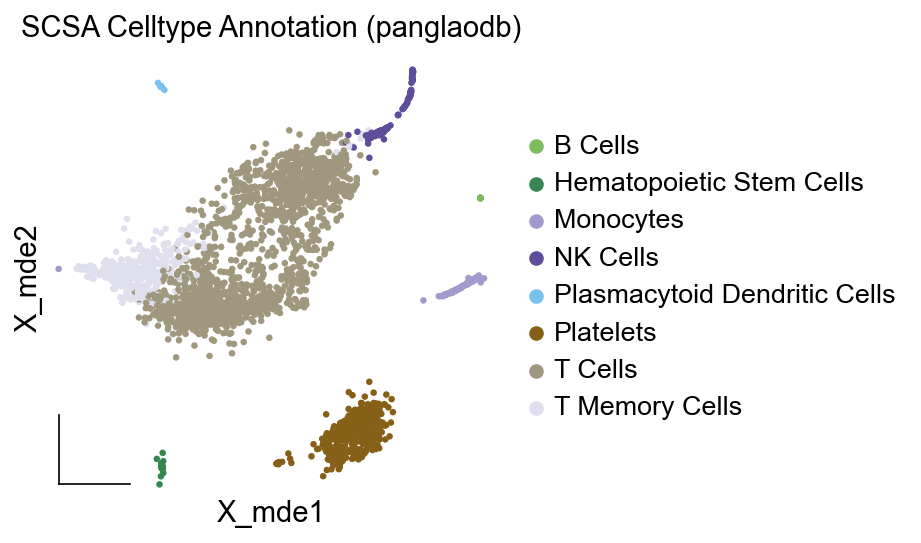 SCSA Celltype Annotation (panglaodb)
B Cells
Hematopoietic Stem Cells
Monocytes
NK Cells
Plasmacytoid Dendritic Cells
Platelets
T Cells
T Memory Cells
X_mde2
X_mde1